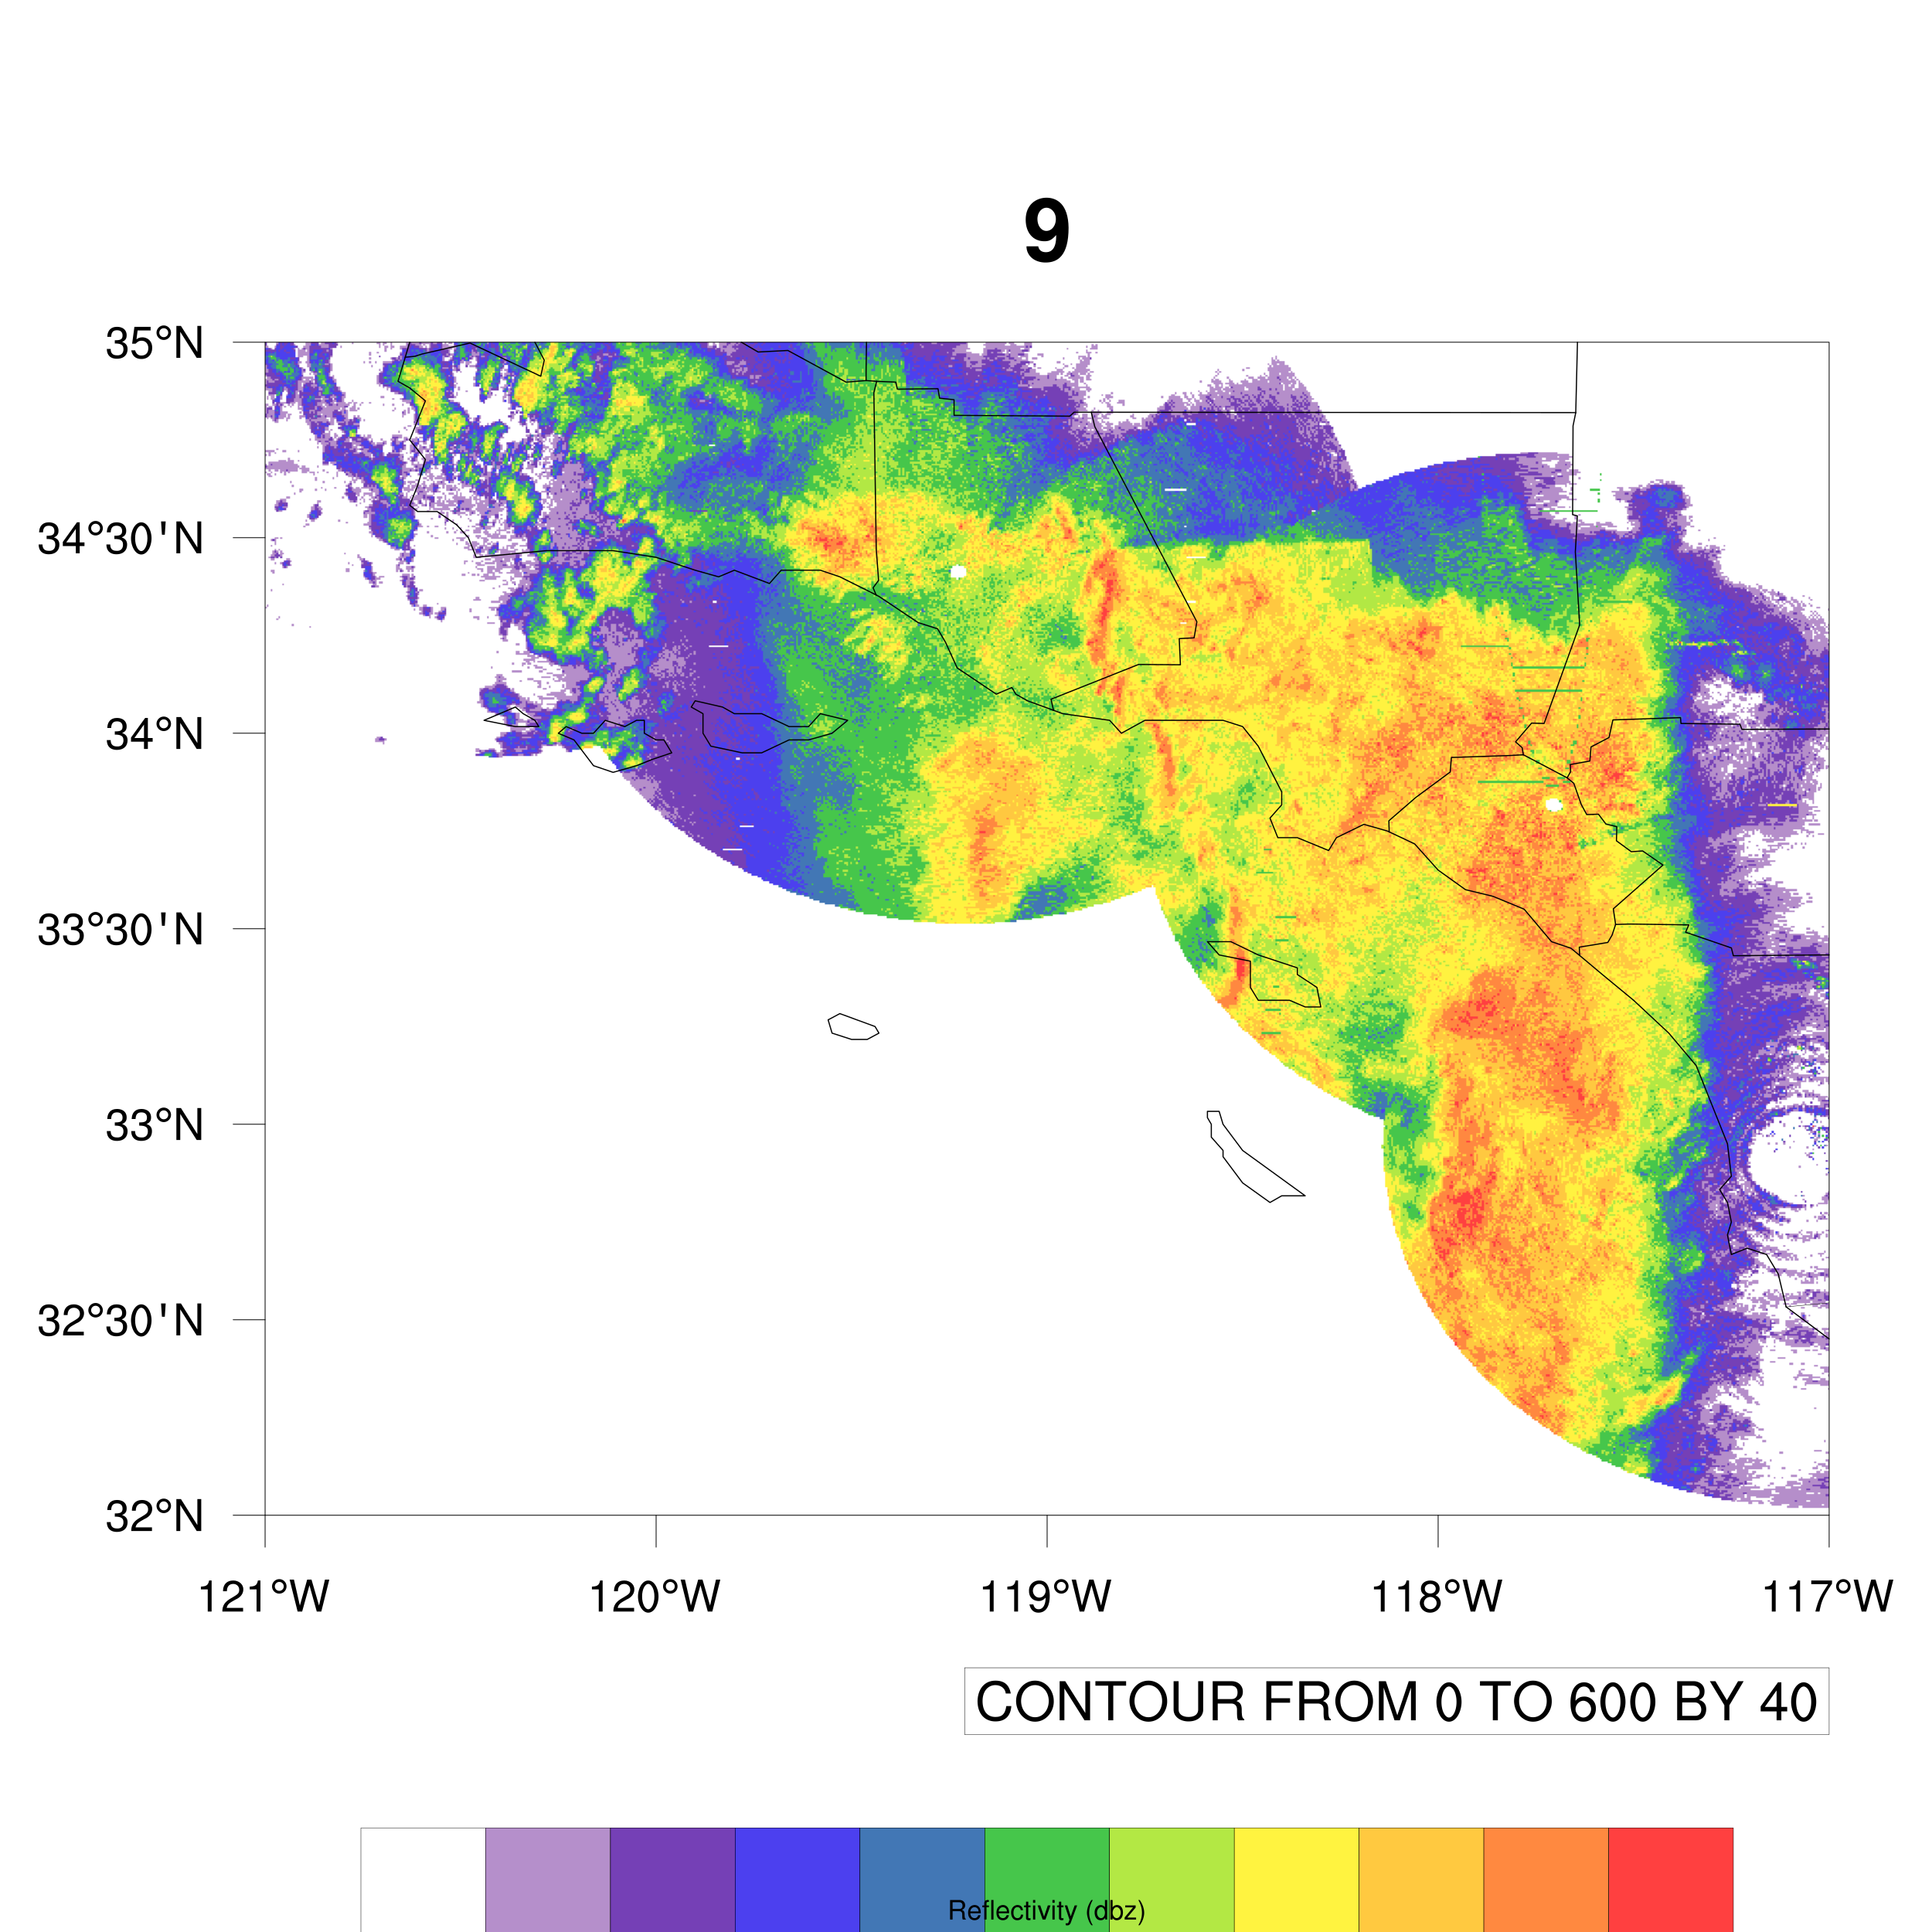 9
35°N
34°30'N
34°N
33°30'N
33°N
32°30'N
32°N
121°W 120°W 119°W 118°W 117°W
CONTOUR FROM 0 TO 600 BY 40
Reflectivity (dbz)